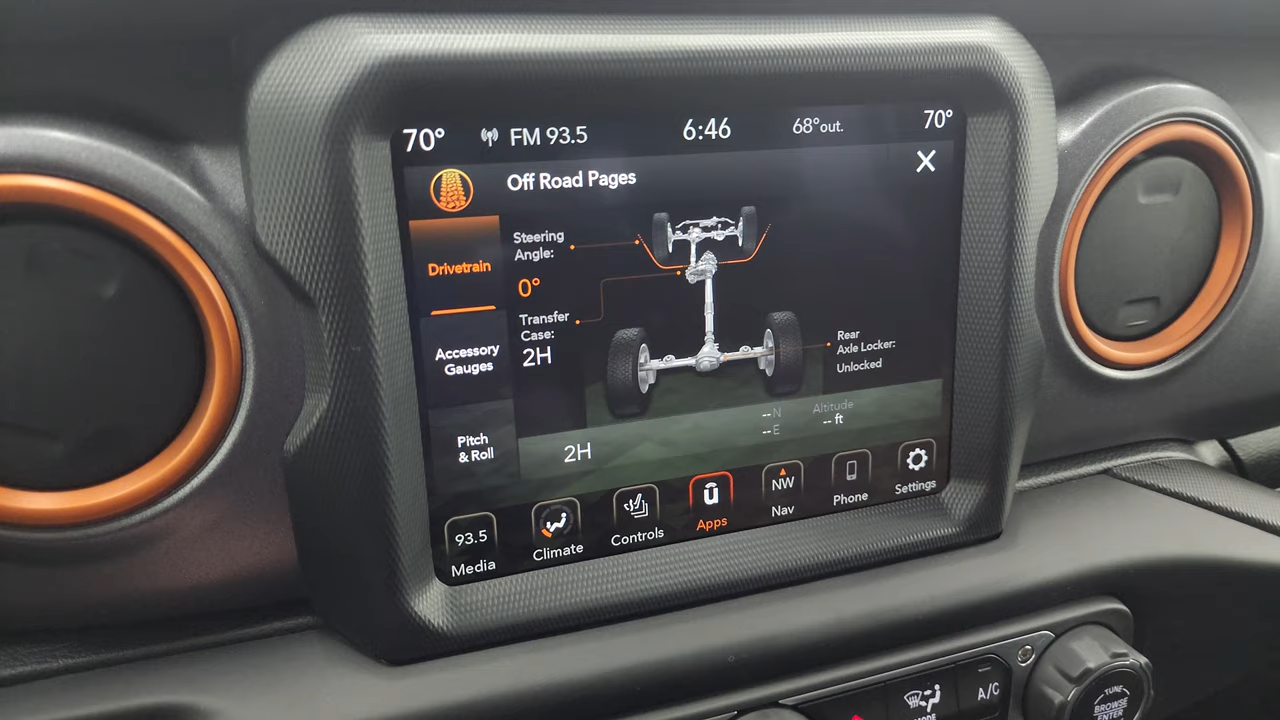 70° FM 93.5 6:46 68°out. 70°
Off Road Pages X
Drivetrain
Accessory
Gauges
Pitch
& Roll
Steering
Angle:
0°
Transfer
Case:
2H
Rear
Axle Locker:
Unlocked
2H
--N
--E
Altitude
-- ft
93.5
Media
Climate
Controls
Apps
NW
Nav
Phone
Settings
MODE
A/C
TUNE
BROWSE
ENTER